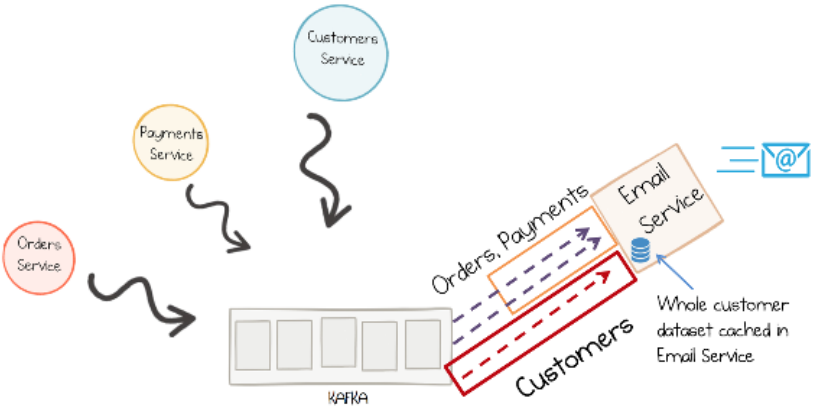 Customers
Service
Payments
Service
Orders
Service
Orders, Payments
Email
Service
@
Customers
Whole customer
dataset cached in
Email Service
KAFKA